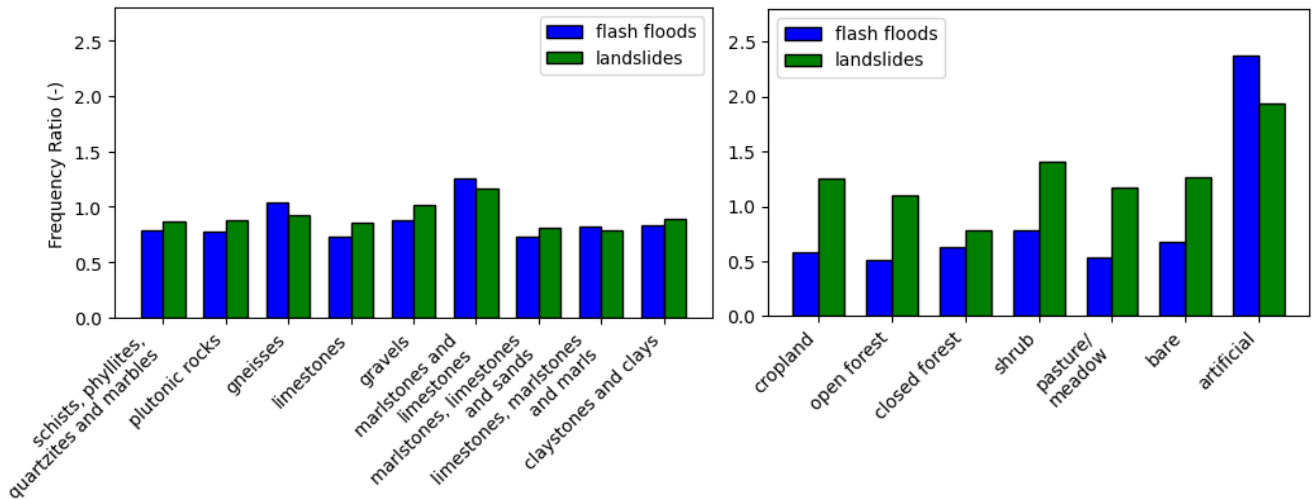 Frequency Ratio (-)
2.5
2.0
1.5
1.0
0.5
0.0
flash floods
landslides
schists, phyllites,
quartzites and marbles
plutonic rocks
gneisses
limestones
gravels
marlstones and
limestones
marlstones, limestones
and sands
limestones, marlstones
and marls
claystones and clays
2.5
2.0
1.5
1.0
0.5
0.0
flash floods
landslides
cropland
open forest
closed forest
shrub
pasture/
meadow
bare
artificial